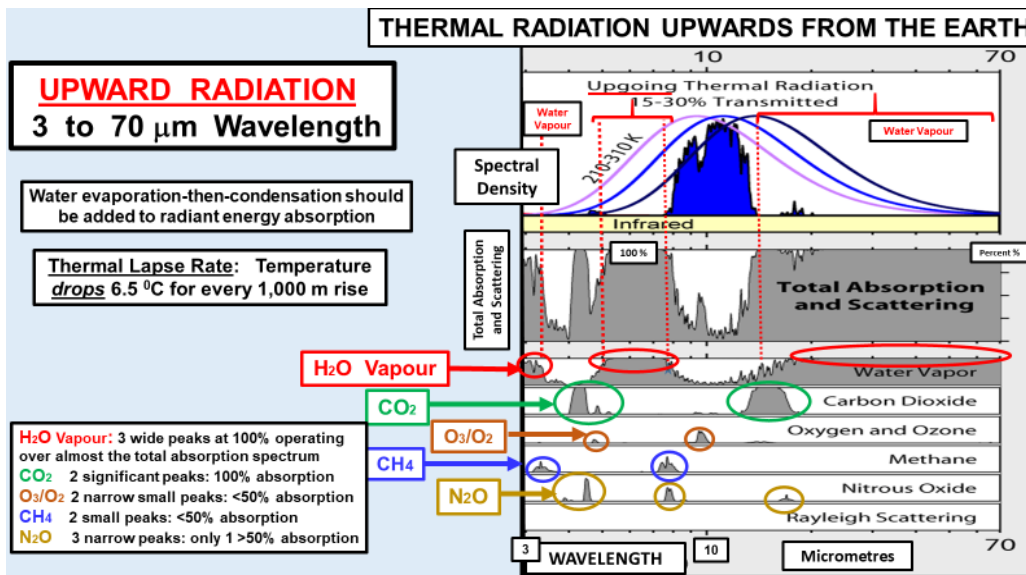 THERMAL RADIATION UPWARDS FROM THE EARTH
10
70
UPWARD RADIATION
3 to 70 μm Wavelength
Upgoing Thermal Radiation
15-30% Transmitted
Water
Vapour
Water Vapour
210-310 K
Spectral
Density
Water evaporation-then-condensation should
be added to radiant energy absorption
Infrared
Thermal Lapse Rate: Temperature
drops 6.5 ⁰C for every 1,000 m rise
Total Absorption
and Scattering
100 %
Percent %
Total Absorption
and Scattering
H2O Vapour
Water Vapor
CO2
Carbon Dioxide
O3/O2
Oxygen and Ozone
CH4
Methane
N2O
Nitrous Oxide
Rayleigh Scattering
H2O Vapour: 3 wide peaks at 100% operating
over almost the total absorption spectrum
CO2 2 significant peaks: 100% absorption
O3/O2 2 narrow small peaks: <50% absorption
CH4 2 small peaks: <50% absorption
N2O 3 narrow peaks: only 1 >50% absorption
3
WAVELENGTH
10
Micrometres
70